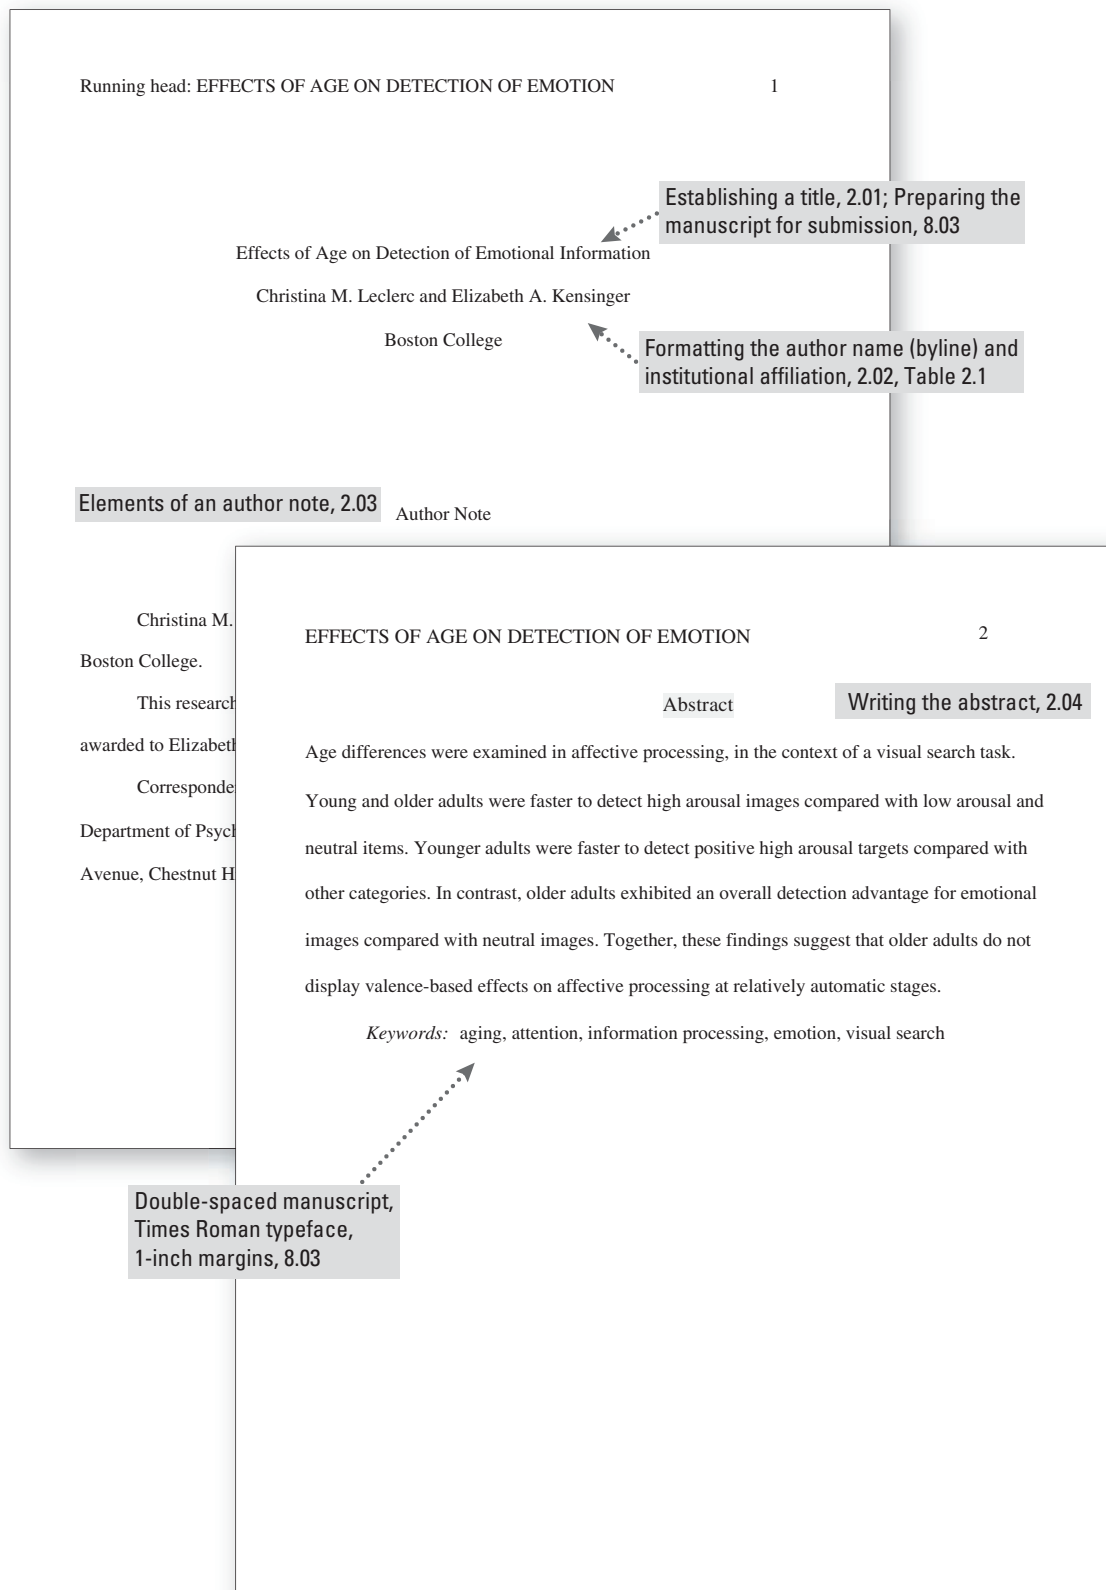 Running head: EFFECTS OF AGE ON DETECTION OF EMOTION 1
Establishing a title, 2.01; Preparing the
manuscript for submission, 8.03
Effects of Age on Detection of Emotional Information
Christina M. Leclerc and Elizabeth A. Kensinger
Boston College
Formatting the author name (byline) and
institutional affiliation, 2.02, Table 2.1
Elements of an author note, 2.03
Author Note
Christina M.
Boston College.
This research
awarded to Elizabeth
Corresponde
Department of Psych
Avenue, Chestnut H
EFFECTS OF AGE ON DETECTION OF EMOTION 2
Abstract
Writing the abstract, 2.04
Age differences were examined in affective processing, in the context of a visual search task.
Young and older adults were faster to detect high arousal images compared with low arousal and
neutral items. Younger adults were faster to detect positive high arousal targets compared with
other categories. In contrast, older adults exhibited an overall detection advantage for emotional
images compared with neutral images. Together, these findings suggest that older adults do not
display valence-based effects on affective processing at relatively automatic stages.
Keywords: aging, attention, information processing, emotion, visual search
Double-spaced manuscript,
Times Roman typeface,
1-inch margins, 8.03